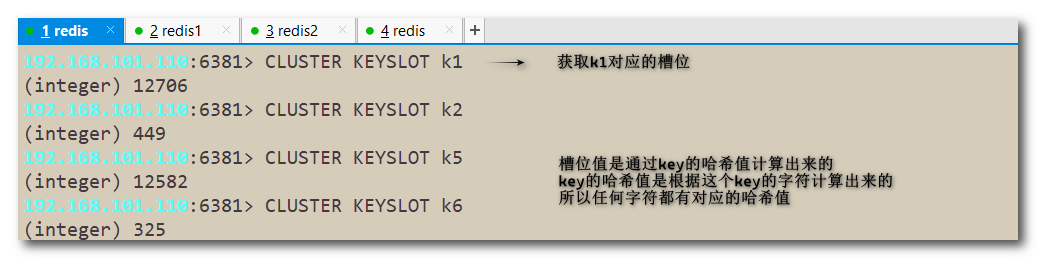 1 redis × 2 redis1 × 3 redis2 × 4 redis × +
192.168.101.110:6381> CLUSTER KEYSLOT k1 获取k1对应的槽位
(integer) 12706
192.168.101.110:6381> CLUSTER KEYSLOT k2
(integer) 449
192.168.101.110:6381> CLUSTER KEYSLOT k5
(integer) 12582
192.168.101.110:6381> CLUSTER KEYSLOT k6
(integer) 325
槽位值是通过key的哈希值计算出来的
key的哈希值是根据这个key的字符计算出来的
所以任何字符都有对应的哈希值